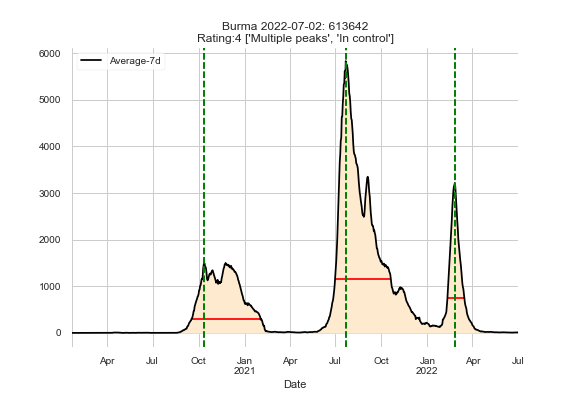 Burma 2022-07-02: 613642
Rating:4 ['Multiple peaks', 'In control']
Average-7d
6000
5000
4000
3000
2000
1000
0
Apr Jul Oct Jan Apr Jul Oct Jan Apr Jul
2021 2022
Date